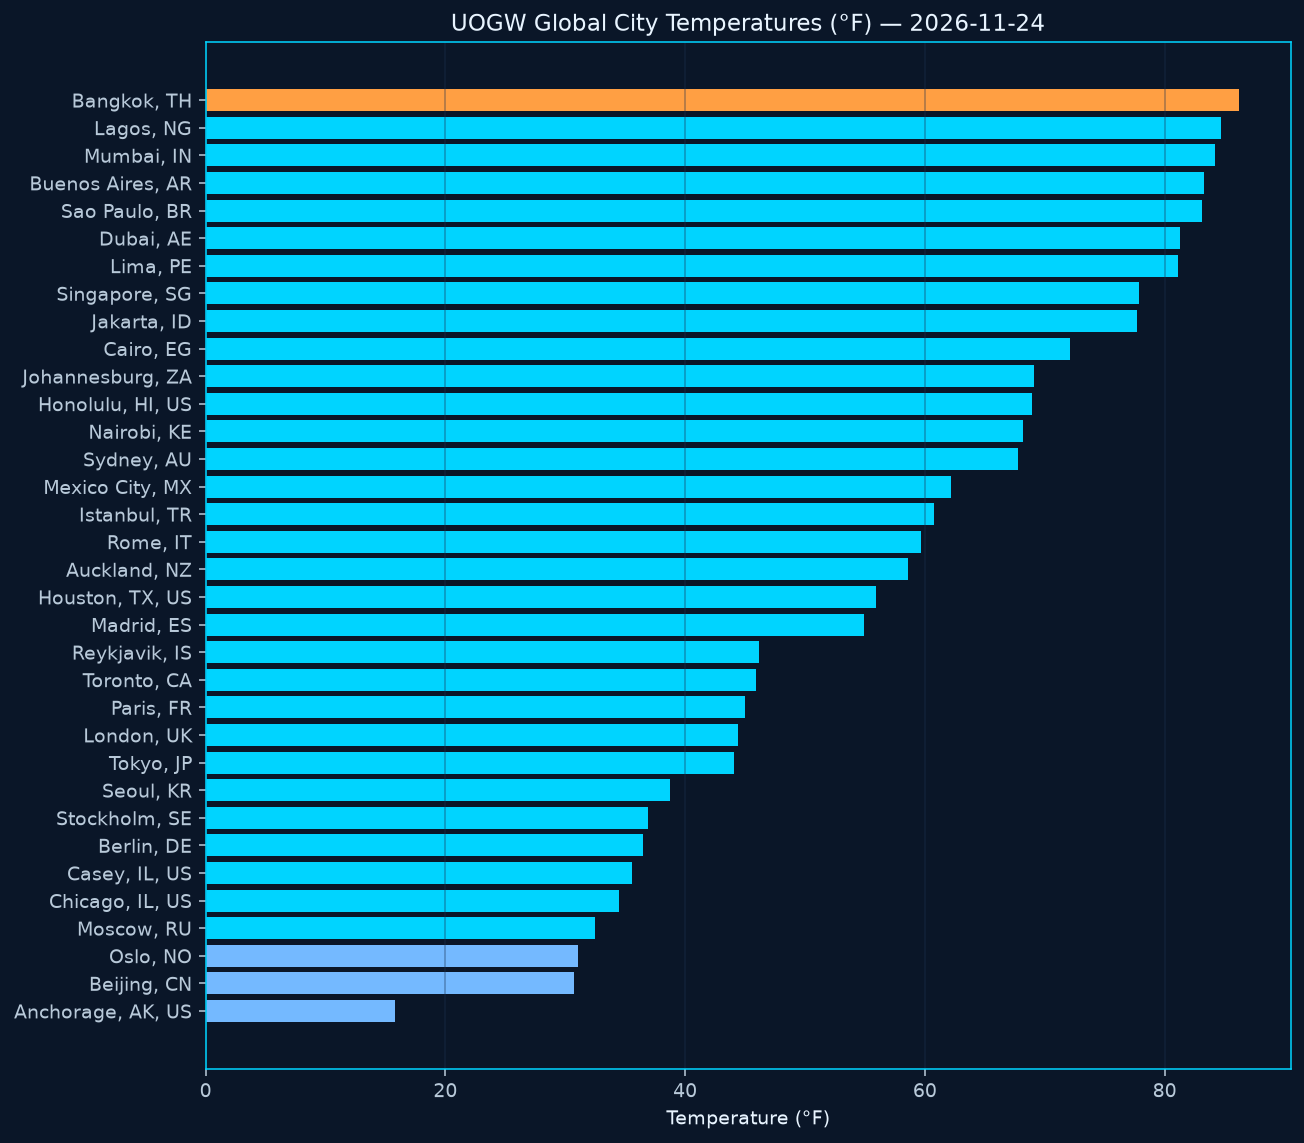 UOGW Global City Temperatures (°F) — 2026-11-24
Bangkok, TH
Lagos, NG
Mumbai, IN
Buenos Aires, AR
Sao Paulo, BR
Dubai, AE
Lima, PE
Singapore, SG
Jakarta, ID
Cairo, EG
Johannesburg, ZA
Honolulu, HI, US
Nairobi, KE
Sydney, AU
Mexico City, MX
Istanbul, TR
Rome, IT
Auckland, NZ
Houston, TX, US
Madrid, ES
Reykjavik, IS
Toronto, CA
Paris, FR
London, UK
Tokyo, JP
Seoul, KR
Stockholm, SE
Berlin, DE
Casey, IL, US
Chicago, IL, US
Moscow, RU
Oslo, NO
Beijing, CN
Anchorage, AK, US
0 20 40 60 80
Temperature (°F)